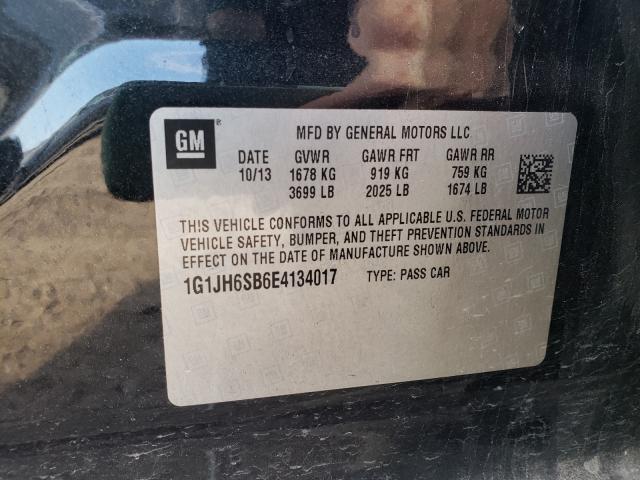 GM ® MFD BY GENERAL MOTORS LLC
DATE GVWR GAWR FRT GAWR RR
10/13 1678 KG 919 KG 759 KG
3699 LB 2025 LB 1674 LB
THIS VEHICLE CONFORMS TO ALL APPLICABLE U.S. FEDERAL MOTOR
VEHICLE SAFETY, BUMPER, AND THEFT PREVENTION STANDARDS IN
EFFECT ON THE DATE OF MANUFACTURE SHOWN ABOVE.
1G1JH6SB6E4134017 TYPE: PASS CAR